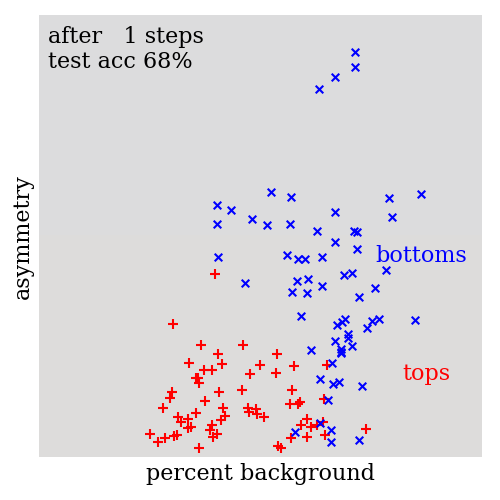 after   1 steps
test acc 68%
asymmetry
bottoms
tops
percent background